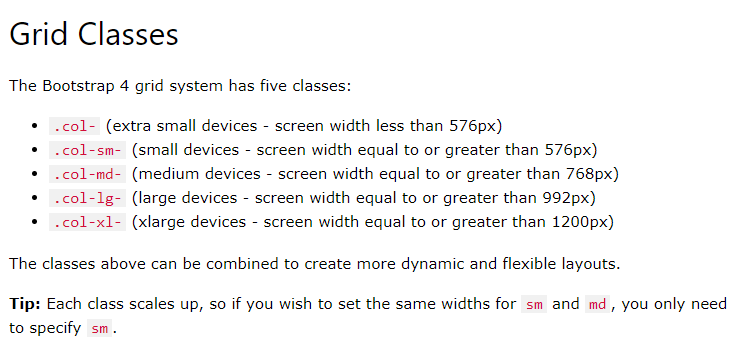 Grid Classes
The Bootstrap 4 grid system has five classes:
• .col- (extra small devices - screen width less than 576px)
• .col-sm- (small devices - screen width equal to or greater than 576px)
• .col-md- (medium devices - screen width equal to or greater than 768px)
• .col-lg- (large devices - screen width equal to or greater than 992px)
• .col-xl- (xlarge devices - screen width equal to or greater than 1200px)
The classes above can be combined to create more dynamic and flexible layouts.
Tip: Each class scales up, so if you wish to set the same widths for sm and md, you only need
to specify sm.